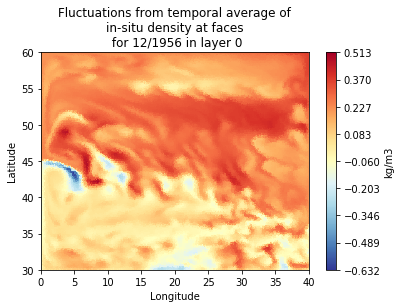 Fluctuations from temporal average of
in-situ density at faces
for 12/1956 in layer 0
60
55
50
45
40
35
30
Latitude
0 5 10 15 20 25 30 35 40
Longitude
0.513
0.370
0.227
0.083
−0.060
−0.203
−0.346
−0.489
−0.632
kg/m3